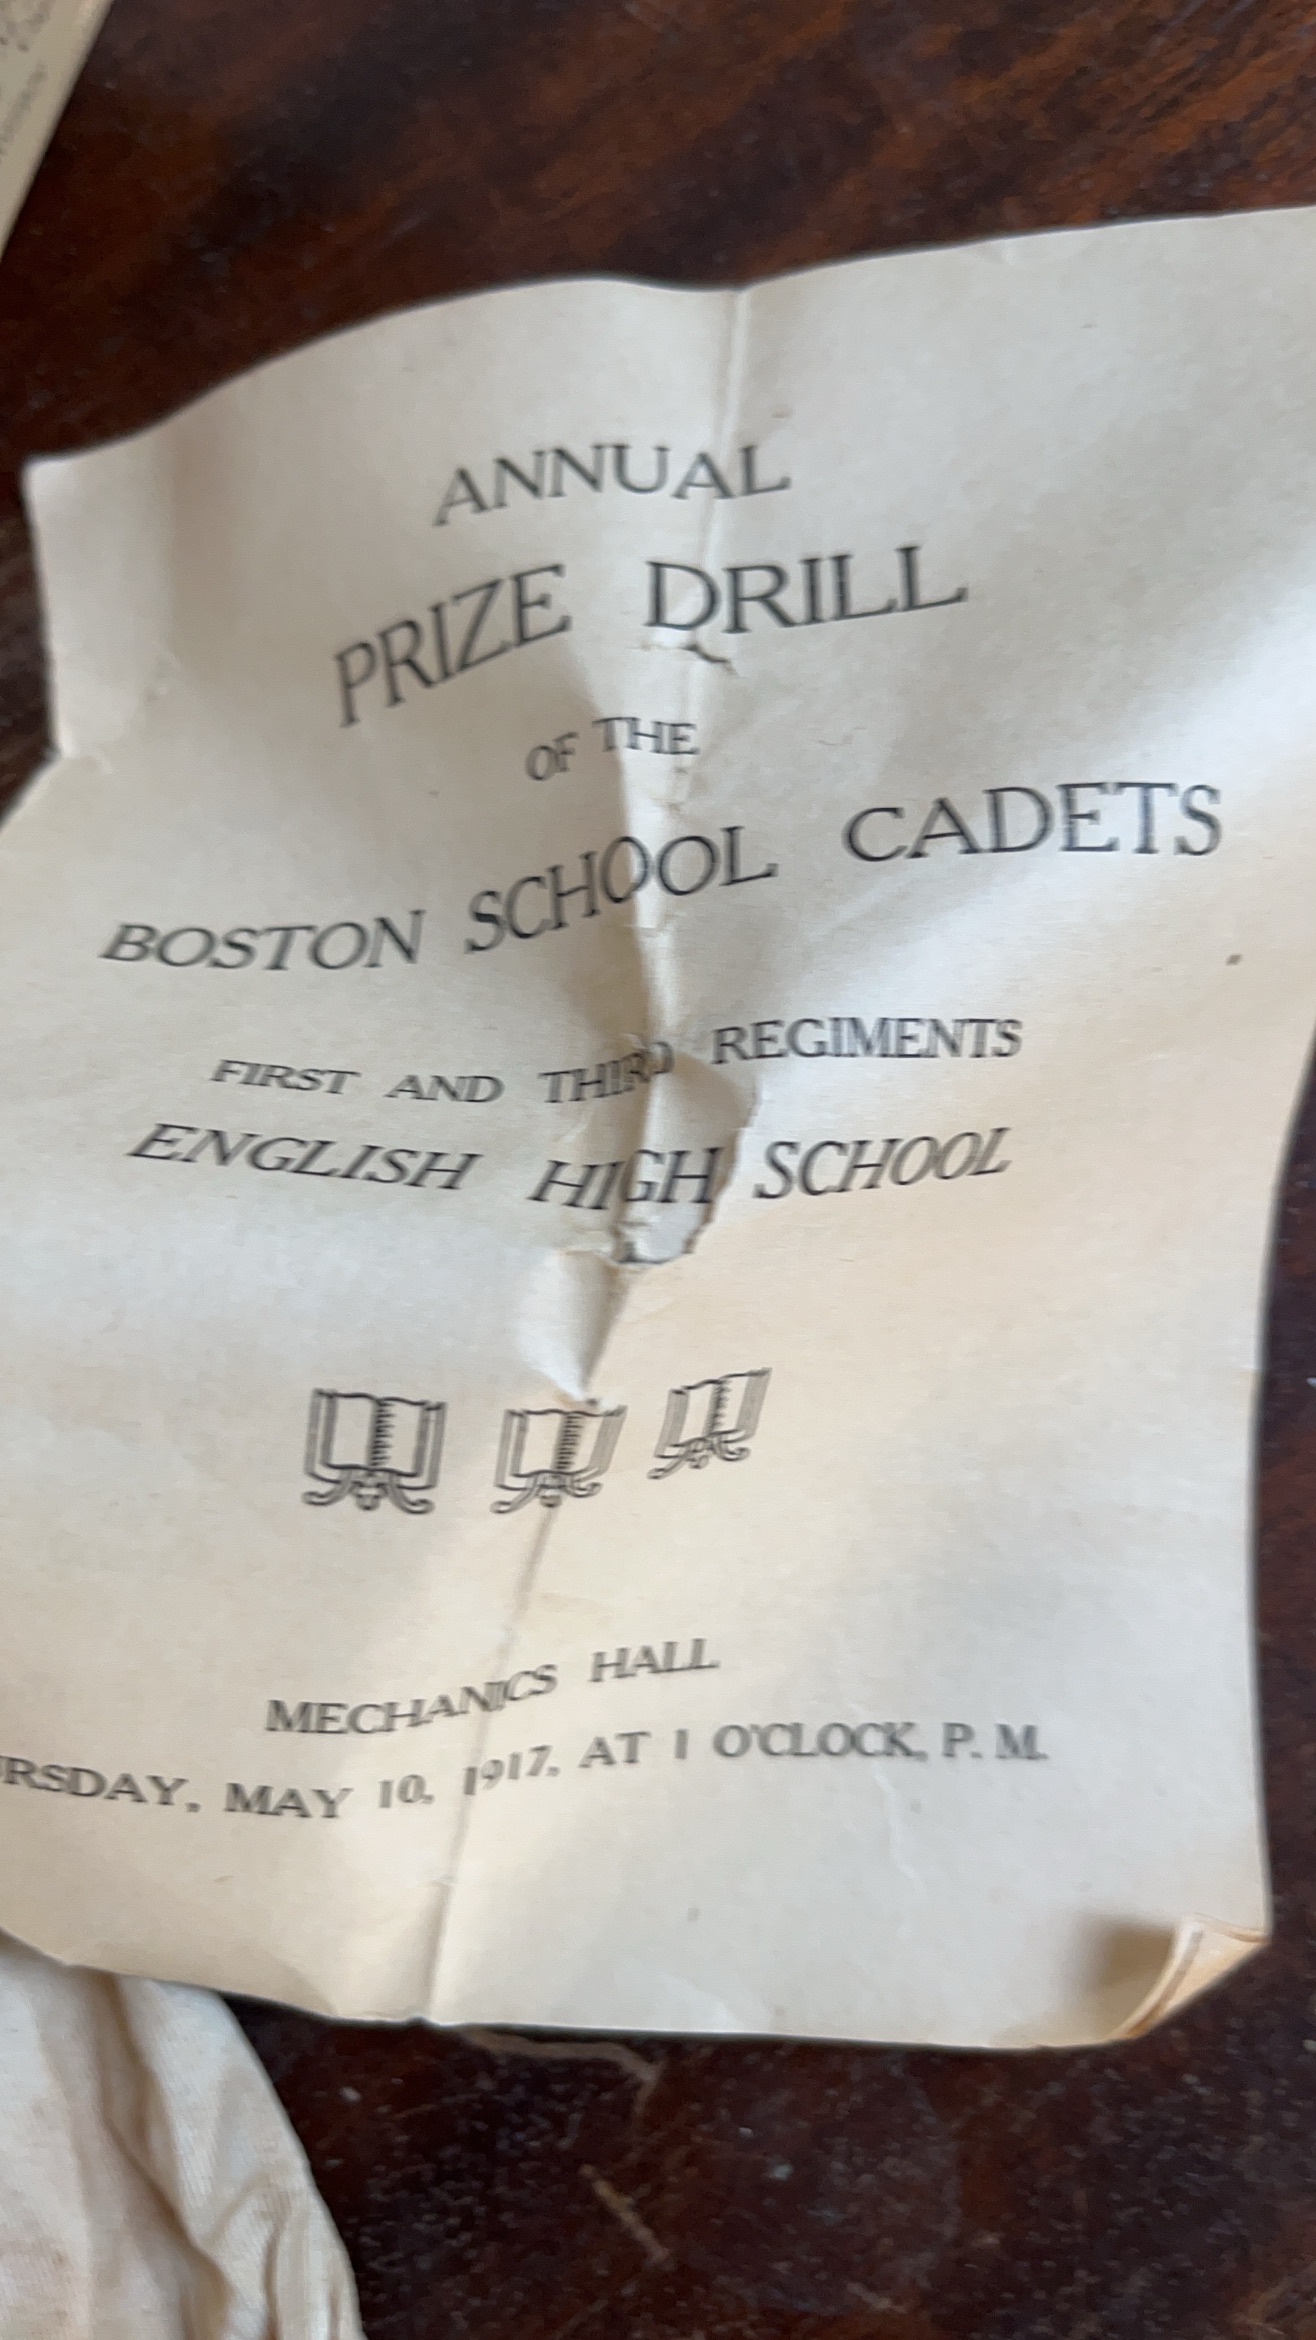 ANNUAL
PRIZE DRILL
OF THE
BOSTON SCHOOL CADETS
FIRST AND THIRD REGIMENTS
ENGLISH HIGH SCHOOL
MECHANICS HALL
RSDAY, MAY 10, 1917, AT 1 O'CLOCK, P. M.